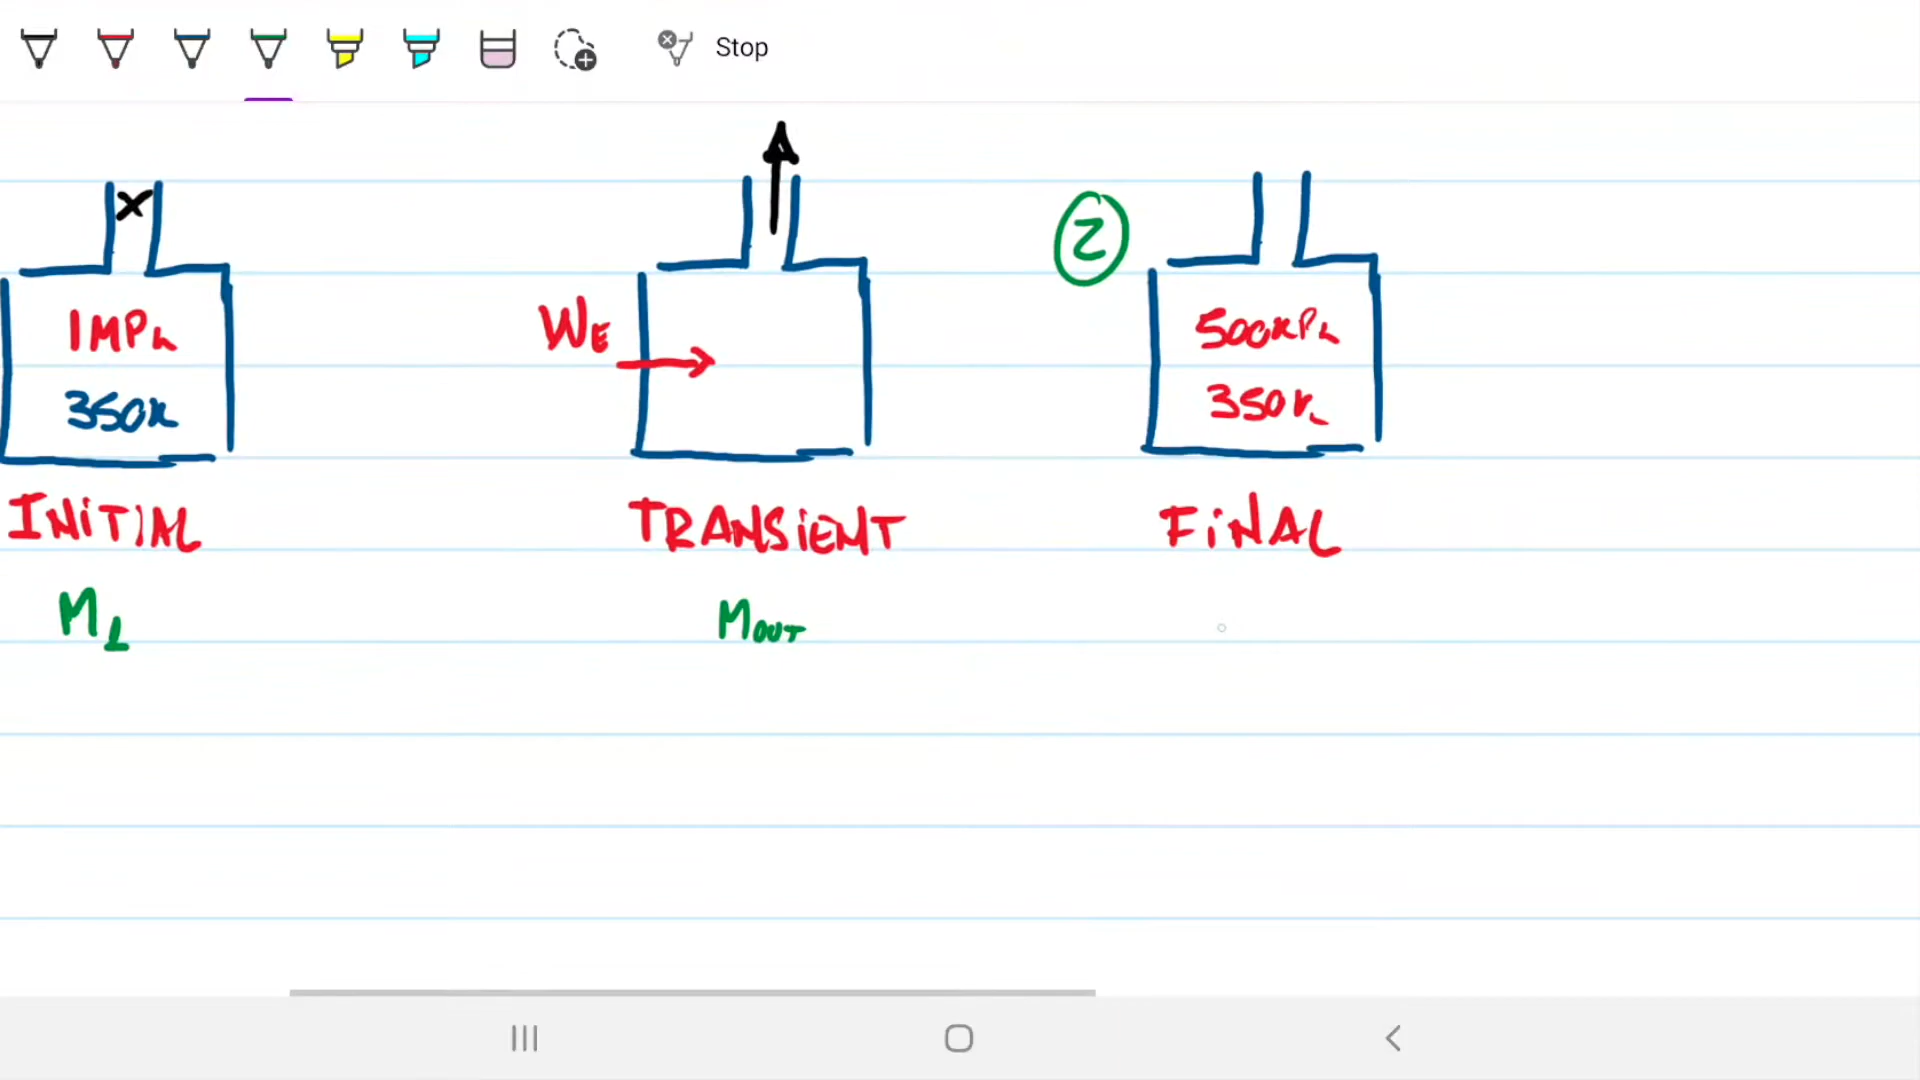 Stop
2
1MPa
350K
WE
500KPa
350K
INITIAL
TRANSIENT
FINAL
M1
MOUT